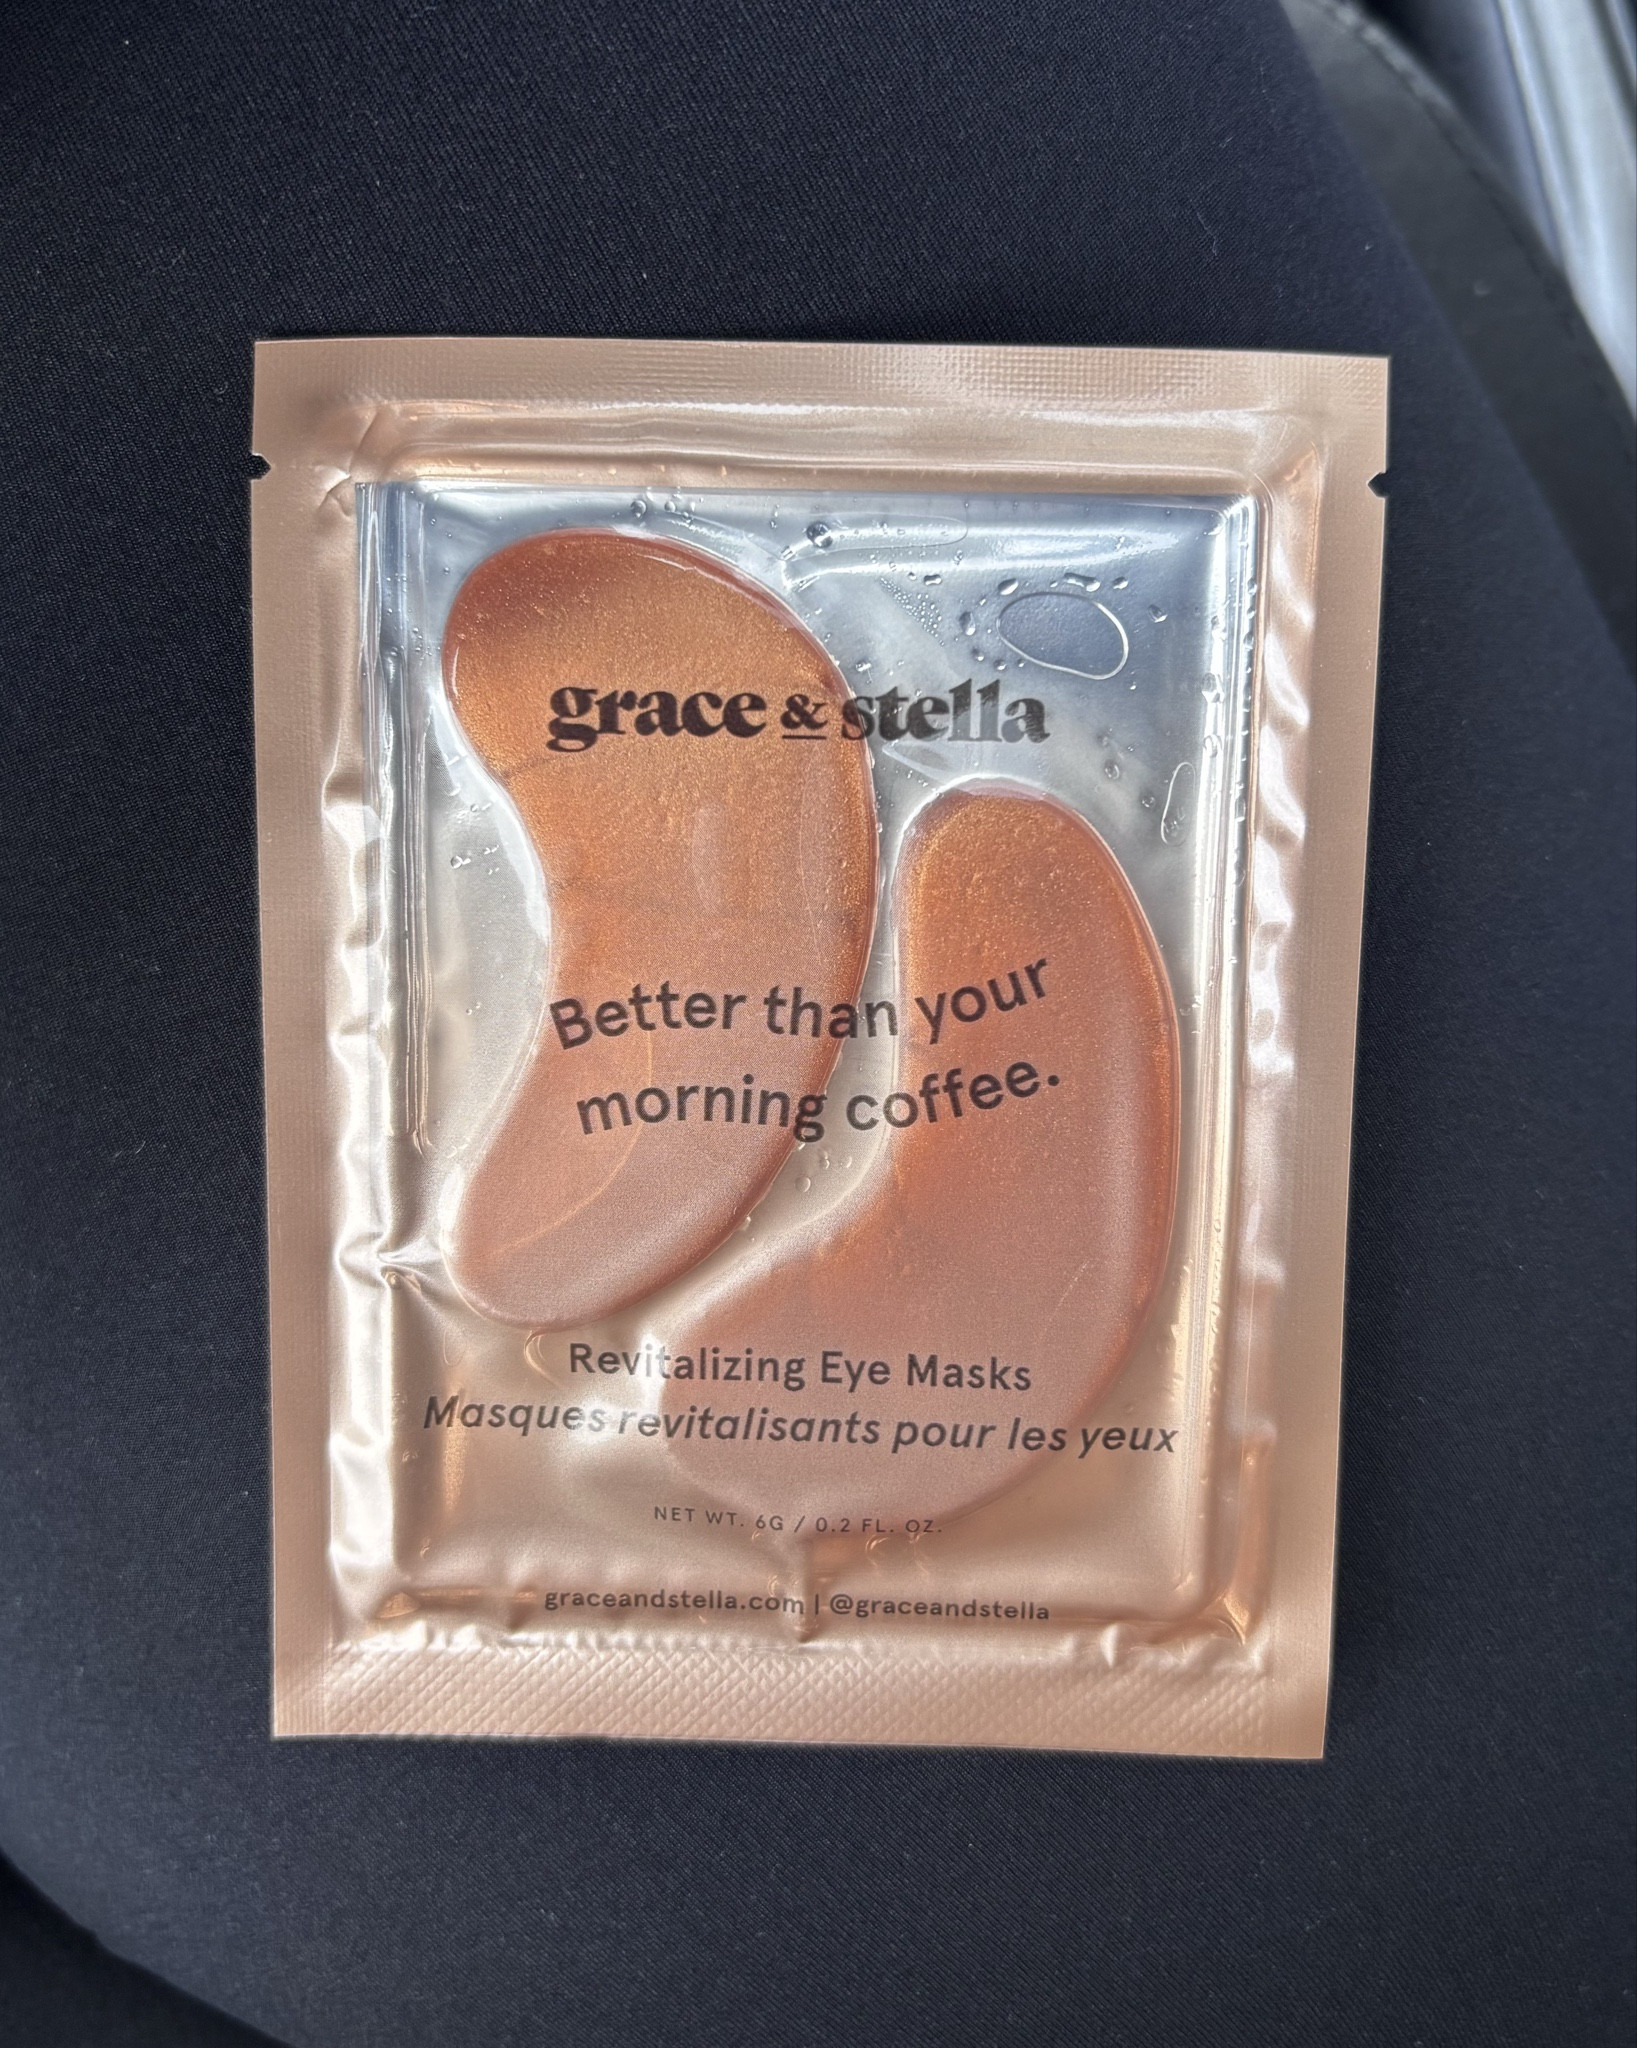 grace & stella
Better than your
morning coffee.
Revitalizing Eye Masks
Masques revitalisants pour les yeux
NET WT. 6G / 0.2 FL. OZ.
graceandstella.com | @graceandstella